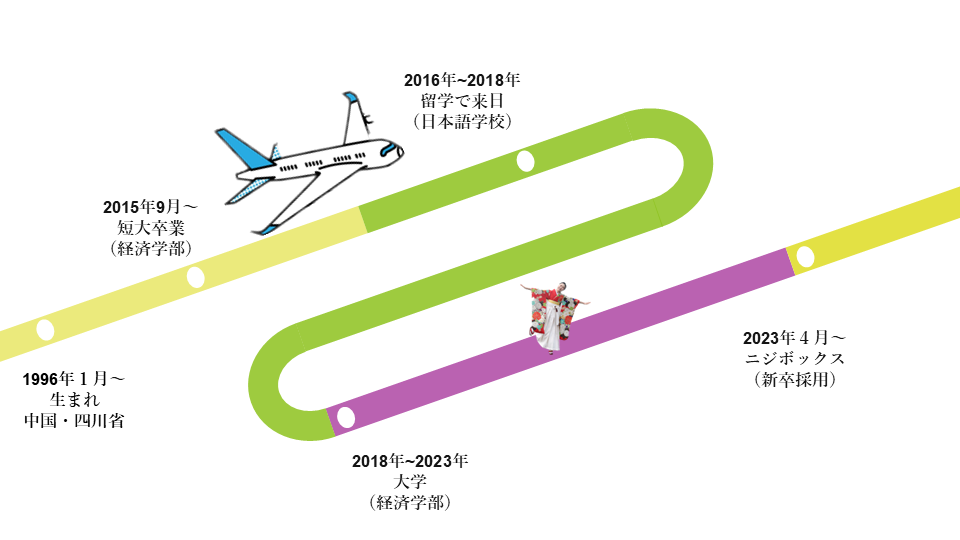 1996年１月～
生まれ
中国・四川省
2015年9月～
短大卒業
（経済学部）
2016年~2018年
留学で来日
（日本語学校）
2018年~2023年
大学
（経済学部）
2023年４月～
ニジボックス
（新卒採用）